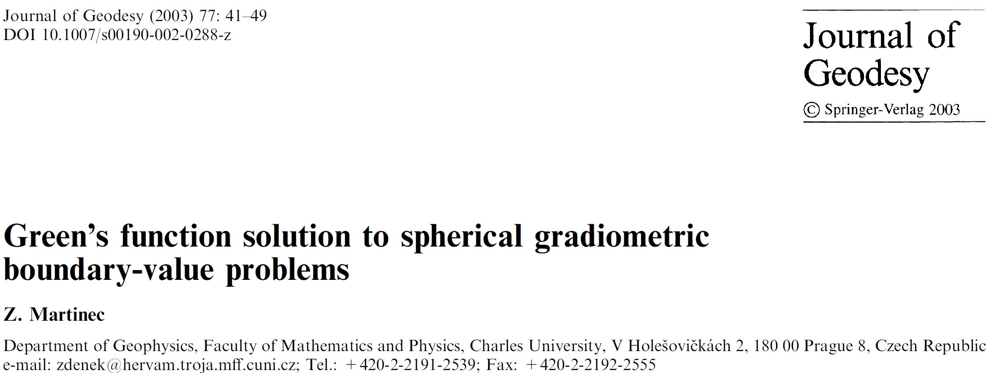 Journal of Geodesy (2003) 77: 41–49
DOI 10.1007/s00190-002-0288-z
Journal of
Geodesy
© Springer-Verlag 2003
Green’s function solution to spherical gradiometric
boundary-value problems
Z. Martinec
Department of Geophysics, Faculty of Mathematics and Physics, Charles University, V Holešovičkách 2, 180 00 Prague 8, Czech Republic
e-mail: zdenek@hervam.troja.mff.cuni.cz; Tel.: +420-2-2191-2539; Fax: +420-2-2192-2555